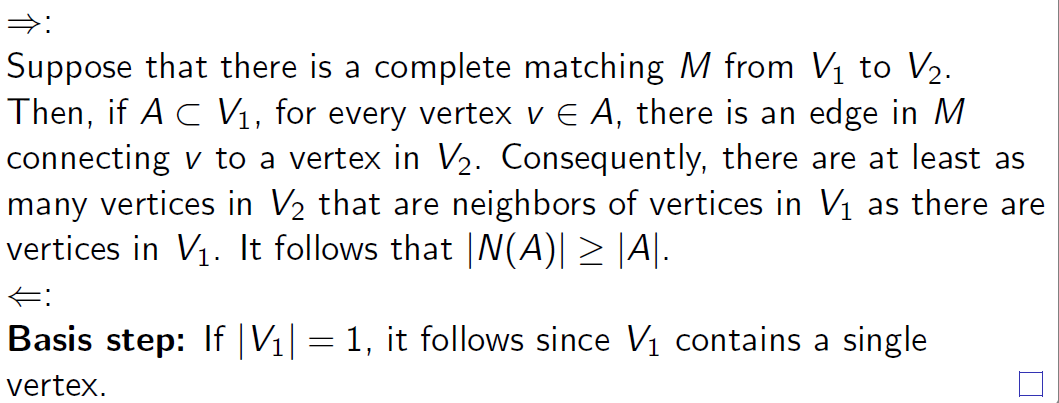 ⇒:
Suppose that there is a complete matching M from V₁ to V₂.
Then, if A ⊂ V₁, for every vertex v ∈ A, there is an edge in M
connecting v to a vertex in V₂. Consequently, there are at least as
many vertices in V₂ that are neighbors of vertices in V₁ as there are
vertices in V₁. It follows that |N(A)| ≥ |A|.
⇐:
Basis step: If |V₁| = 1, it follows since V₁ contains a single
vertex. □